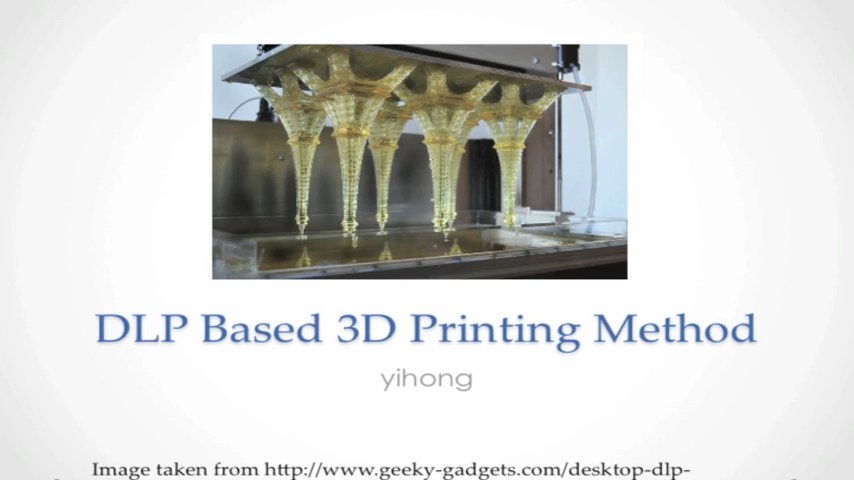 DLP Based 3D Printing Method
yihong
Image taken from http://www.geeky-gadgets.com/desktop-dlp-